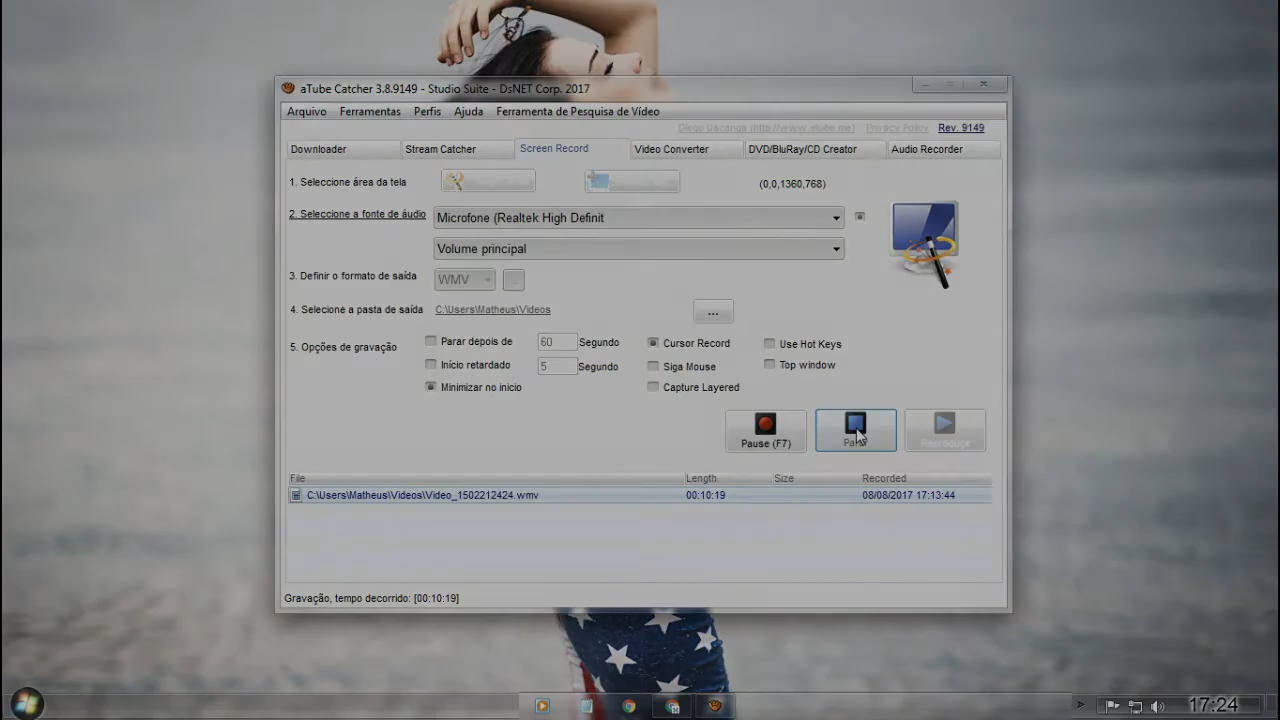 aTube Catcher 3.8.9149 - Studio Suite - DsNET Corp. 2017
Arquivo Ferramentas Perfis Ajuda Ferramenta de Pesquisa de Vídeo
Diego Uscanga (http://www.atube.me) Privacy Policy Rev. 9149
Downloader Stream Catcher Screen Record Video Converter DVD/BluRay/CD Creator Audio Recorder
1. Seleccione área da tela (0,0,1360,768)
2. Seleccione a fonte de áudio Microfone (Realtek High Definit
Volume principal
3. Definir o formato de saída WMV
4. Selecione a pasta de saída C:\Users\Matheus\Videos ...
5. Opções de gravação Parar depois de 60 Segundo Cursor Record Use Hot Keys
Início retardado 5 Segundo Siga Mouse Top window
Minimizar no inicio Capture Layered
Pause (F7) Reproduce
File Length Size Recorded
C:\Users\Matheus\Videos\Video_1502212424.wmv 00:10:19 08/08/2017 17:13:44
Gravação, tempo decorrido: [00:10:19]
17:24